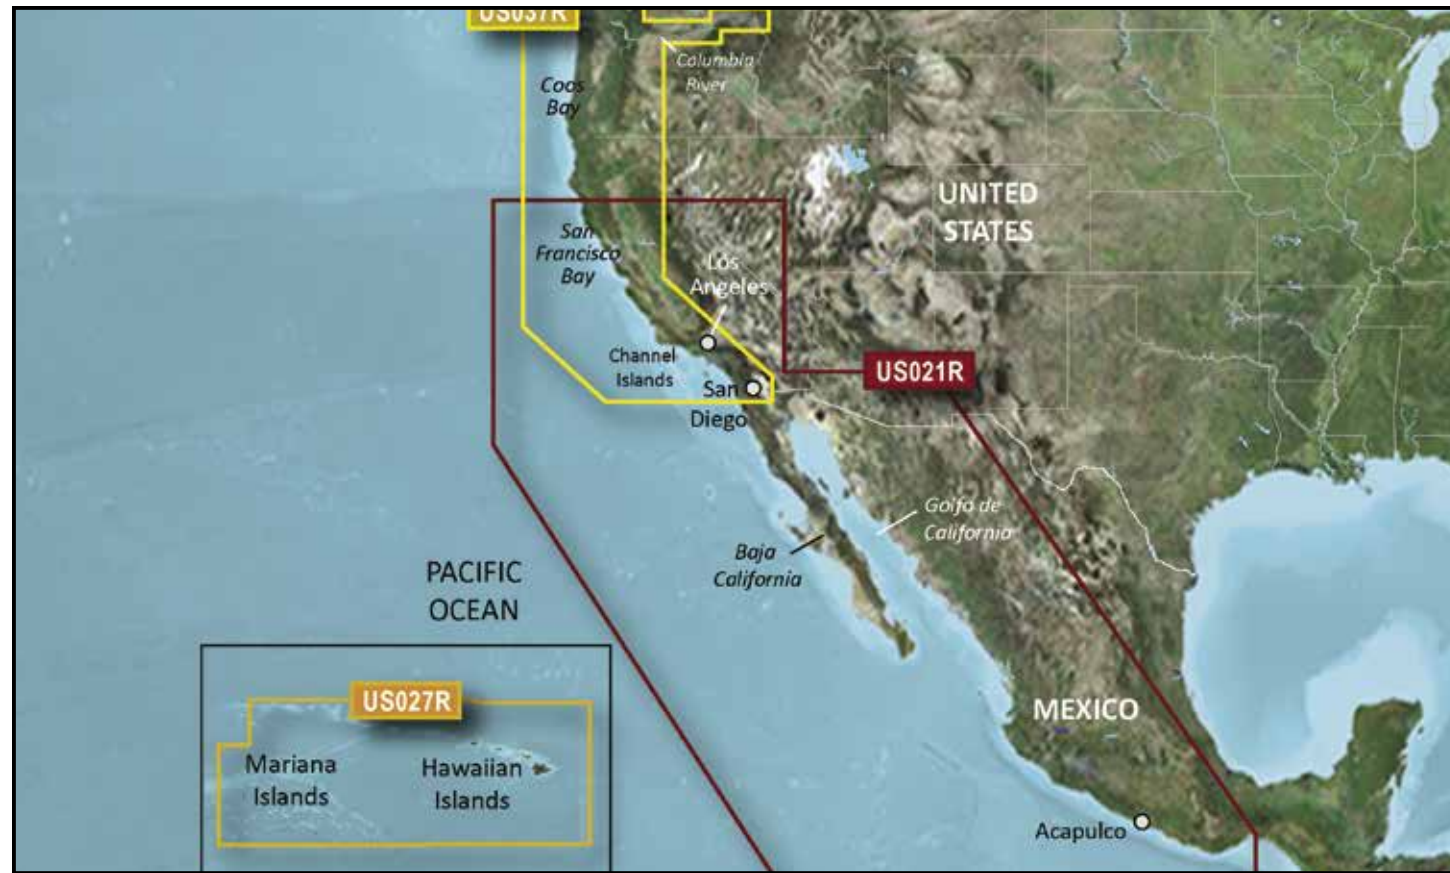 US037R
Columbia
River
Coos
Bay
UNITED
STATES
San
Francisco
Bay
Los
Angeles
Channel
Islands
US021R
San
Diego
Golfo de
California
Baja
California
PACIFIC
OCEAN
US027R
MEXICO
Mariana
Islands
Hawaiian
Islands
Acapulco